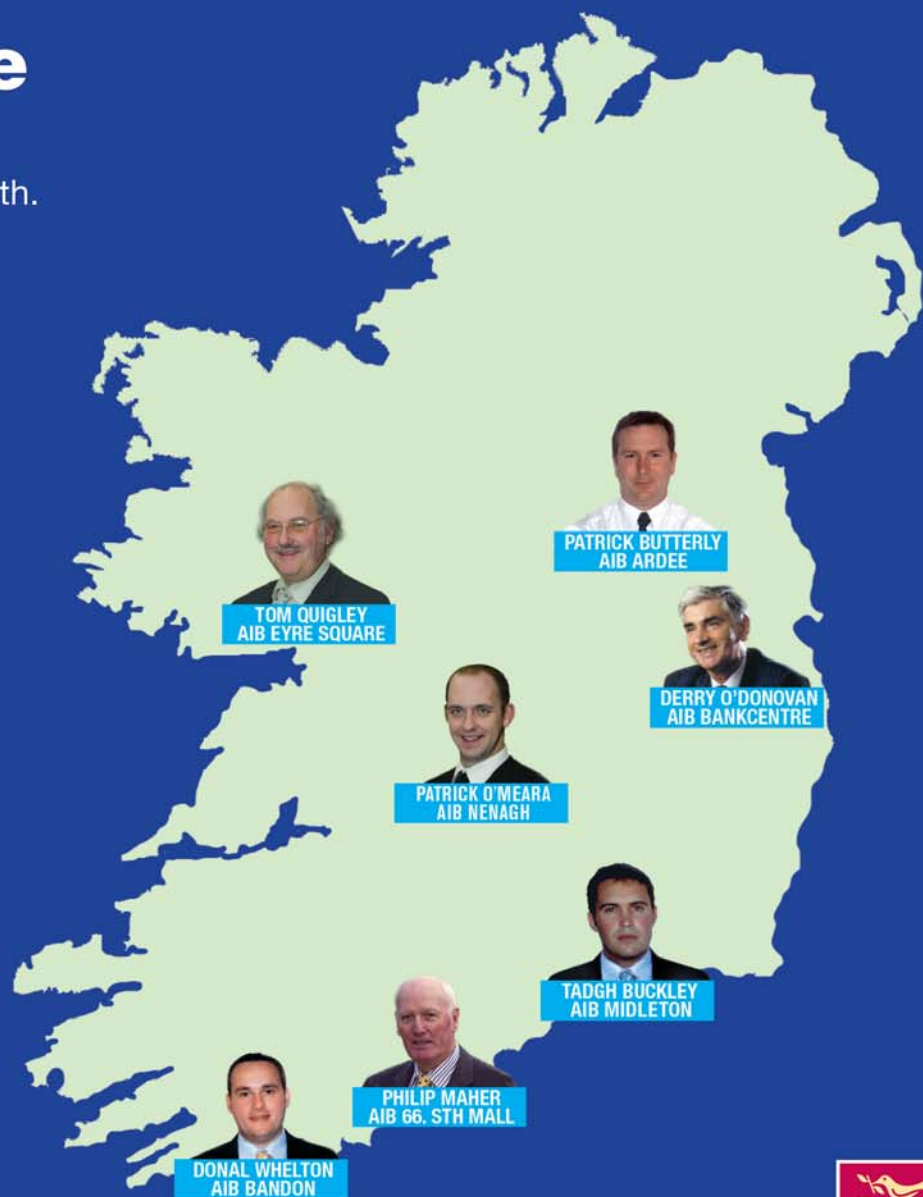 e
th.
PATRICK BUTTERLY
AIB ARDEE
TOM QUIGLEY
AIB EYRE SQUARE
DERRY O'DONOVAN
AIB BANKCENTRE
PATRICK O'MEARA
AIB NENAGH
TADGH BUCKLEY
AIB MIDLETON
PHILIP MAHER
AIB 66. STH MALL
DONAL WHELTON
AIB BANDON